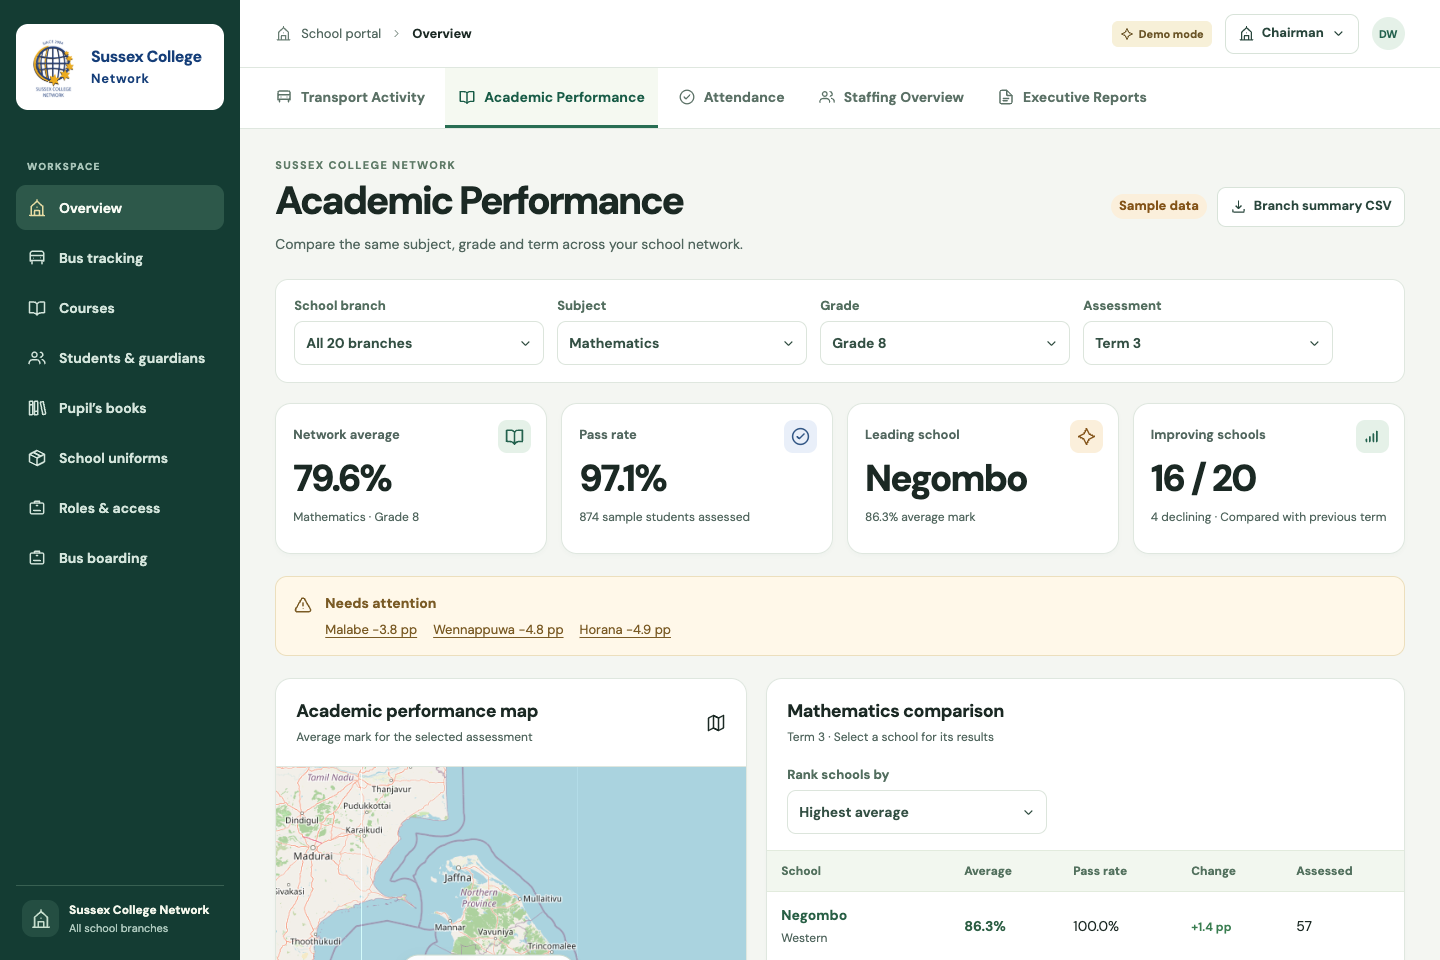 SINCE 1984
SUSSEX COLLEGE
NETWORK
Sussex College
Network
WORKSPACE
Overview
Bus tracking
Courses
Students & guardians
Pupil's books
School uniforms
Roles & access
Bus boarding
Sussex College Network
All school branches
School portal
Overview
Demo mode
Chairman
DW
Transport Activity
Academic Performance
Attendance
Staffing Overview
Executive Reports
SUSSEX COLLEGE NETWORK
Academic Performance
Compare the same subject, grade and term across your school network.
Sample data
Branch summary CSV
School branch
All 20 branches
Subject
Mathematics
Grade
Grade 8
Assessment
Term 3
Network average
79.6%
Mathematics · Grade 8
Pass rate
97.1%
874 sample students assessed
Leading school
Negombo
86.3% average mark
Improving schools
16 / 20
4 declining · Compared with previous term
Needs attention
Malabe −3.8 pp
Wennappuwa −4.8 pp
Horana −4.9 pp
Academic performance map
Average mark for the selected assessment
Tamil Nadu
Thanjavur
Pudukkottai
Dindigul
Karaikudi
Madurai
Sivakasi
Jaffna
Northern
Province
Mullaitivu
Mannar
Vavuniya
Thoothukudi
Trincomalee
Mathematics comparison
Term 3 · Select a school for its results
Rank schools by
Highest average
School Average Pass rate Change Assessed
Negombo
Western
86.3% 100.0% +1.4 pp 57